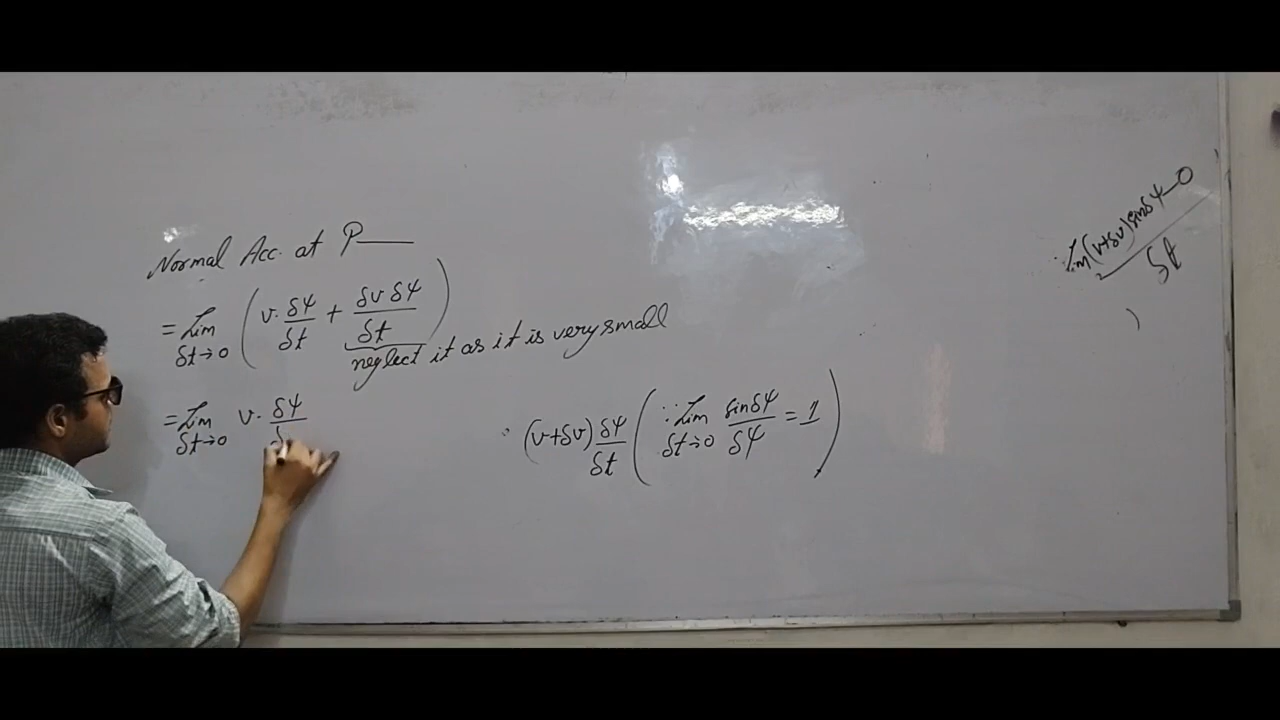 Normal Acc. at P—
= Lim δt→0 (v. δψ/δt + δv δψ/δt)
neglect it as it is very small
= Lim δt→0 v. δψ/δ
(v+δv) δψ/δt (∵ Lim δt→0 sinδψ/δψ = 1)
Lim (v+δv) sinδψ–0 / δt
)